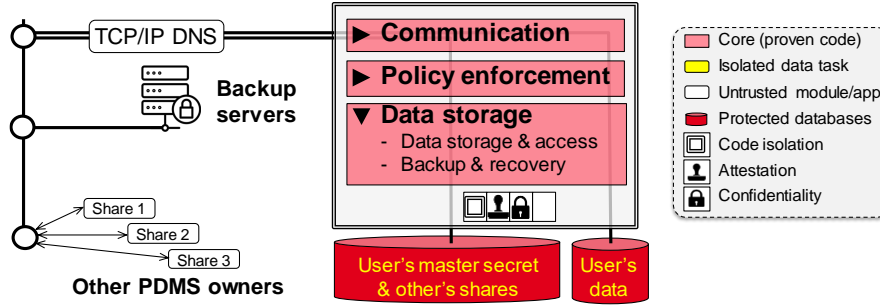 TCP/IP DNS
Backup
servers
Share 1
Share 2
Share 3
Other PDMS owners
► Communication
► Policy enforcement
▼ Data storage
- Data storage & access
- Backup & recovery
User's master secret
& other's shares
User's
data
Core (proven code)
Isolated data task
Untrusted module/app
Protected databases
Code isolation
Attestation
Confidentiality